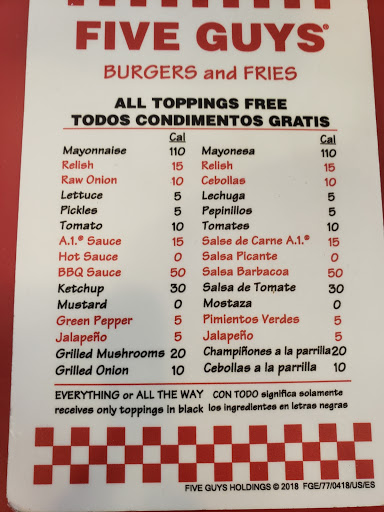 FIVE GUYS®
BURGERS and FRIES
ALL TOPPINGS FREE
TODOS CONDIMENTOS GRATIS
Cal Cal
Mayonnaise 110 Mayonesa 110
Relish 15 Relish 15
Raw Onion 10 Cebollas 10
Lettuce 5 Lechuga 5
Pickles 5 Pepinillos 5
Tomato 10 Tomates 10
A.1.® Sauce 15 Salsa de Carne A.1.® 15
Hot Sauce 0 Salsa Picante 0
BBQ Sauce 50 Salsa Barbacoa 50
Ketchup 30 Salsa de Tomate 30
Mustard 0 Mostaza 0
Green Pepper 5 Pimientos Verdes 5
Jalapeño 5 Jalapeño 5
Grilled Mushrooms 20 Champiñones a la parrilla 20
Grilled Onion 10 Cebollas a la parrilla 10
EVERYTHING or ALL THE WAY CON TODO significa solamente
receives only toppings in black los ingredientes en letras negras
FIVE GUYS HOLDINGS © 2018 FGE/77/0418/US/ES